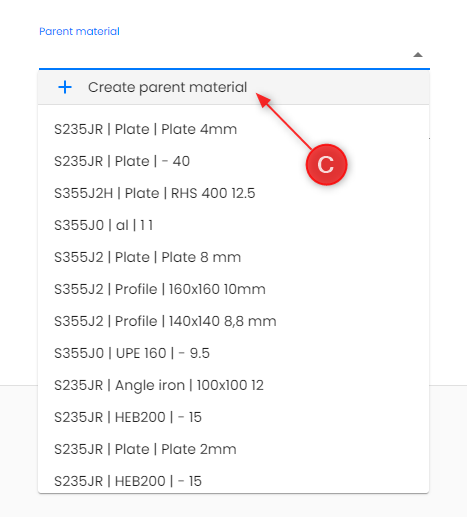 Parent material
+ Create parent material
S235JR | Plate | Plate 4mm
S235JR | Plate | - 40
S355J2H | Plate | RHS 400 12.5
S355J0 | al | 1 1
S355J2 | Plate | Plate 8 mm
S355J2 | Profile | 160x160 10mm
S355J2 | Profile | 140x140 8,8 mm
S355J0 | UPE 160 | - 9.5
S235JR | Angle iron | 100x100 12
S235JR | HEB200 | - 15
S235JR | Plate | Plate 2mm
S235JR | HEB200 | - 15
C